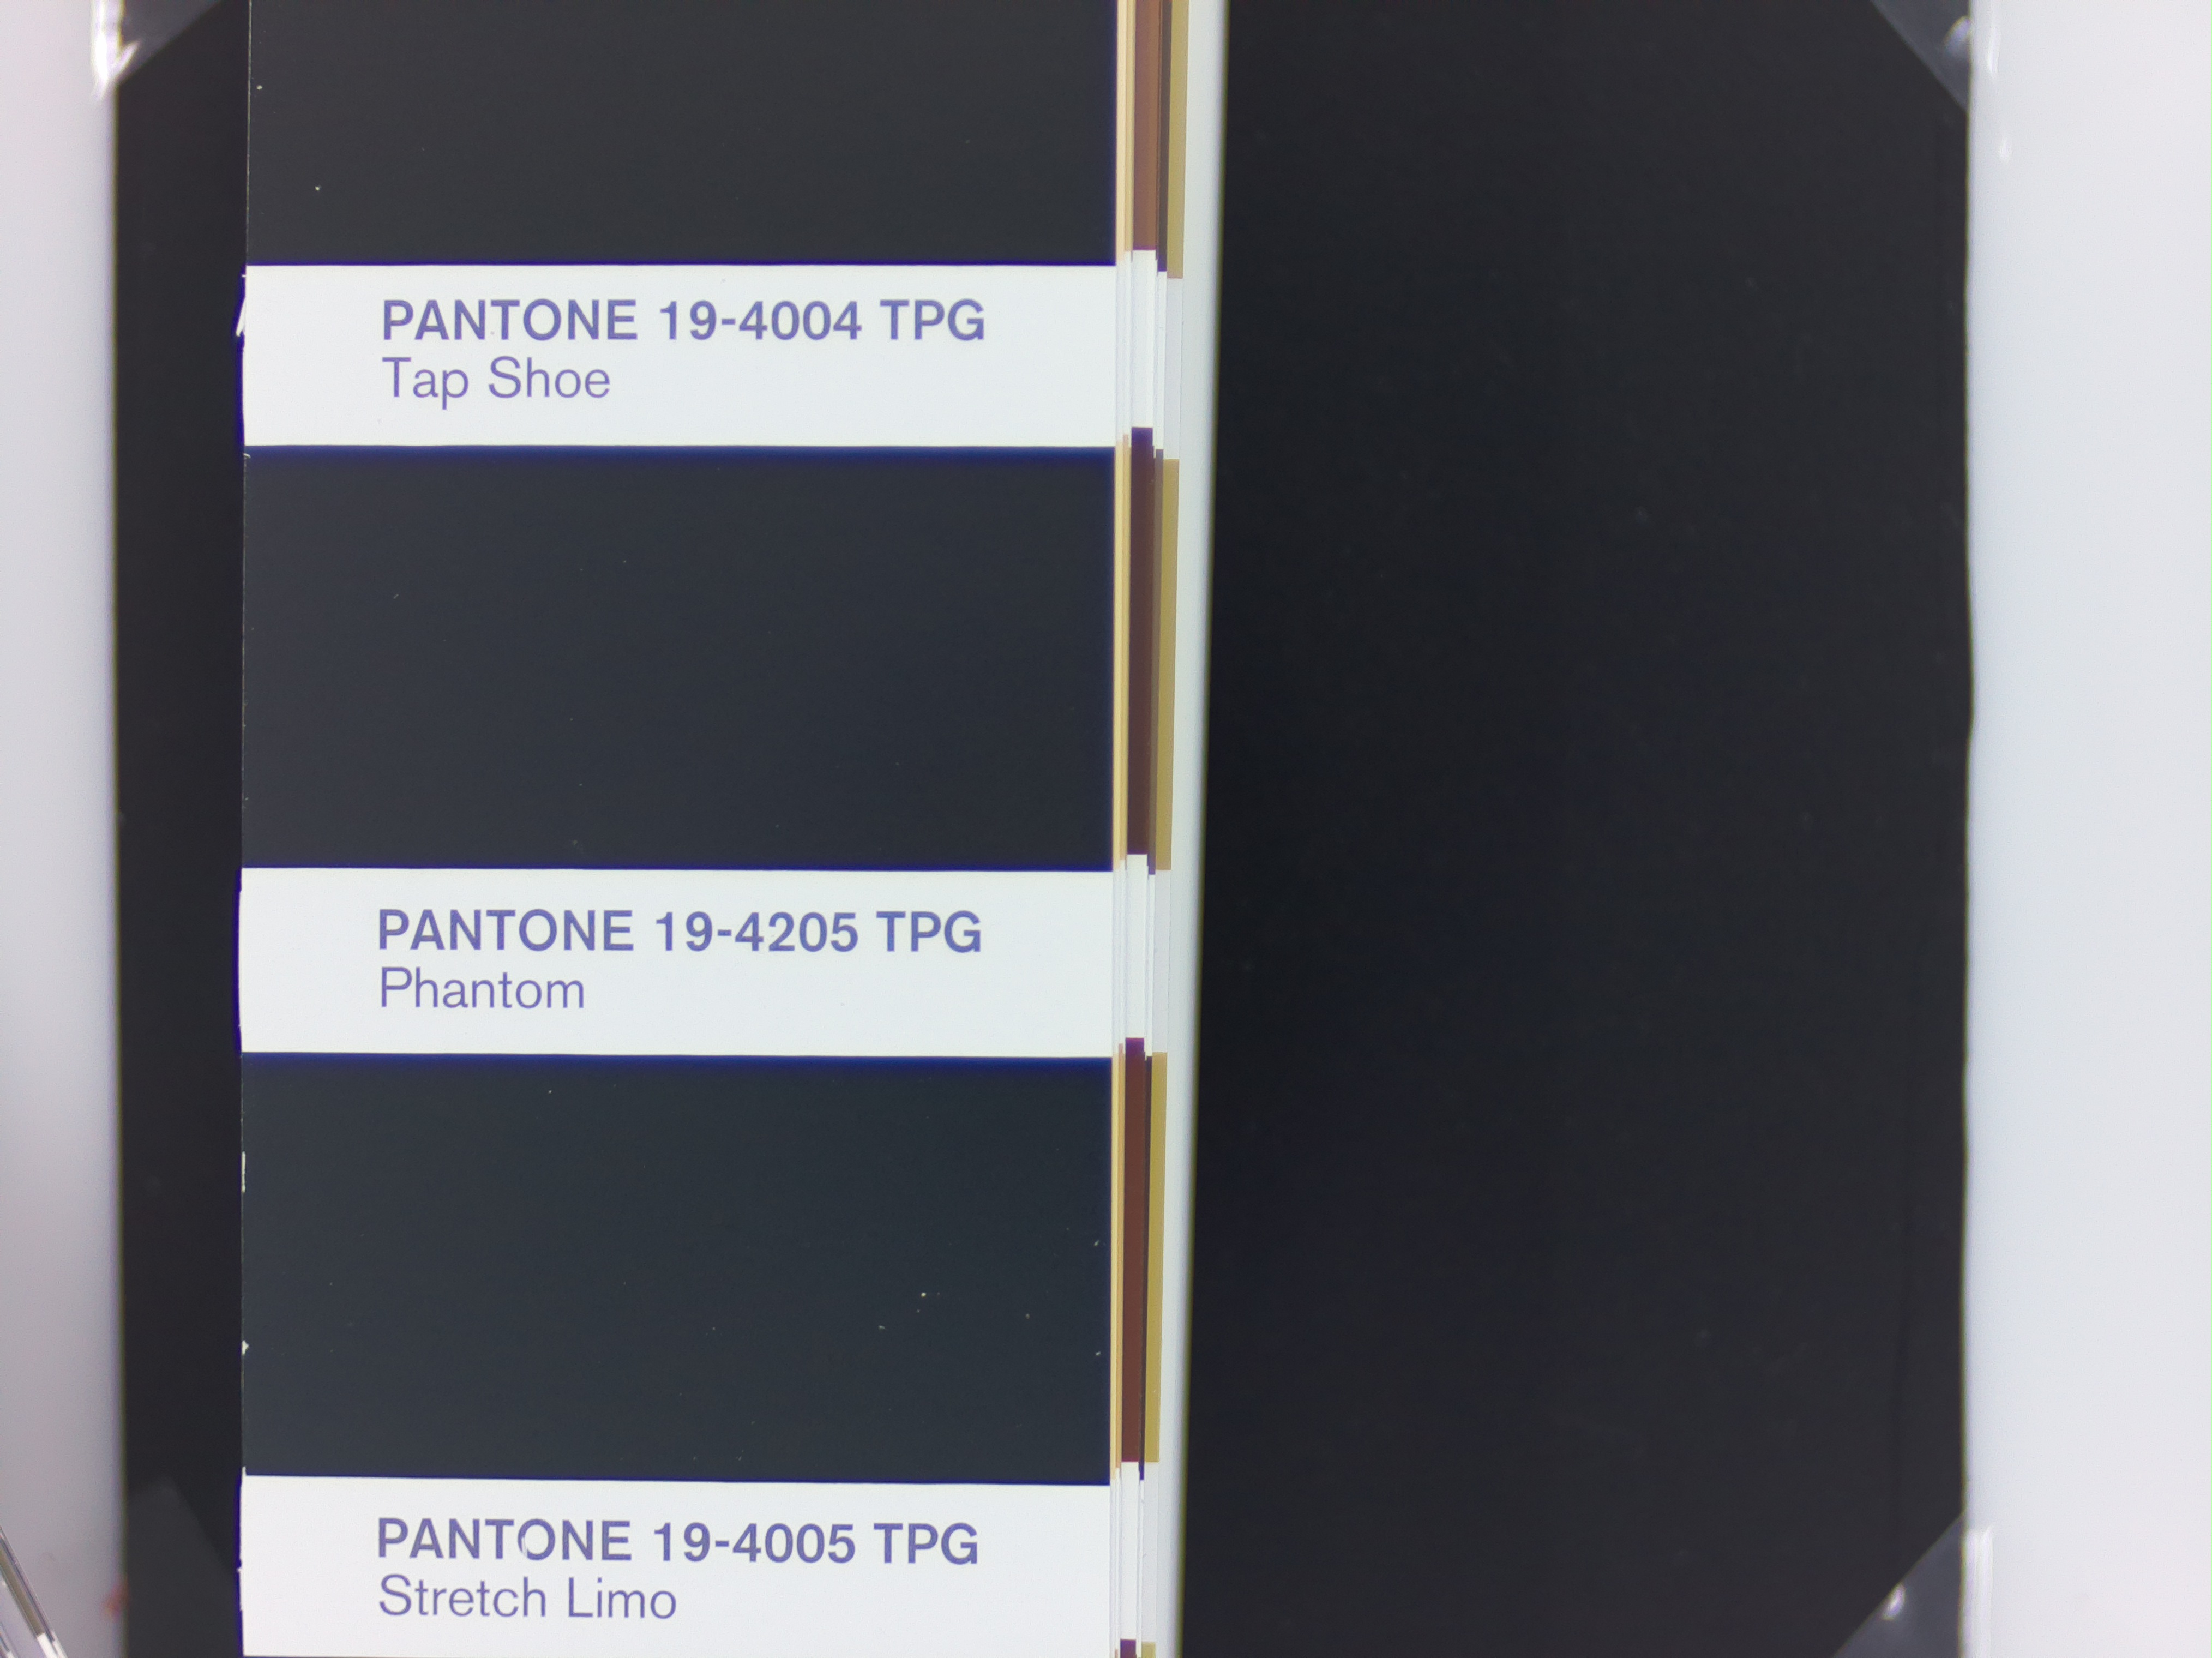 PANTONE 19-4004 TPG
Tap Shoe
PANTONE 19-4205 TPG
Phantom
PANTONE 19-4005 TPG
Stretch Limo